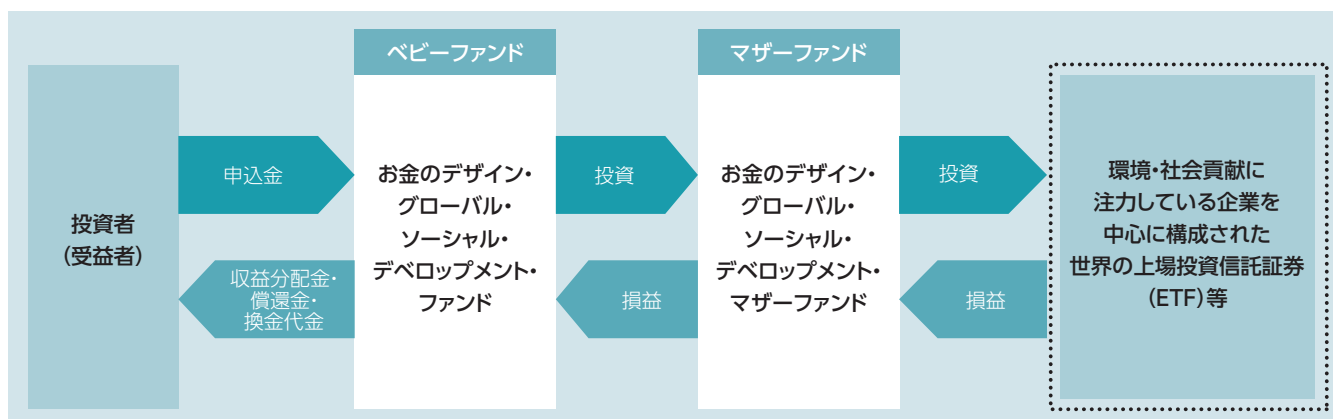 投資者
(受益者)
申込金
収益分配金・
償還金・
換金代金
ベビーファンド
お金のデザイン・
グローバル・
ソーシャル・
デベロップメント・
ファンド
投資
損益
マザーファンド
お金のデザイン・
グローバル・
ソーシャル・
デベロップメント・
マザーファンド
投資
損益
環境・社会貢献に
注力している企業を
中心に構成された
世界の上場投資信託証券
(ETF)等